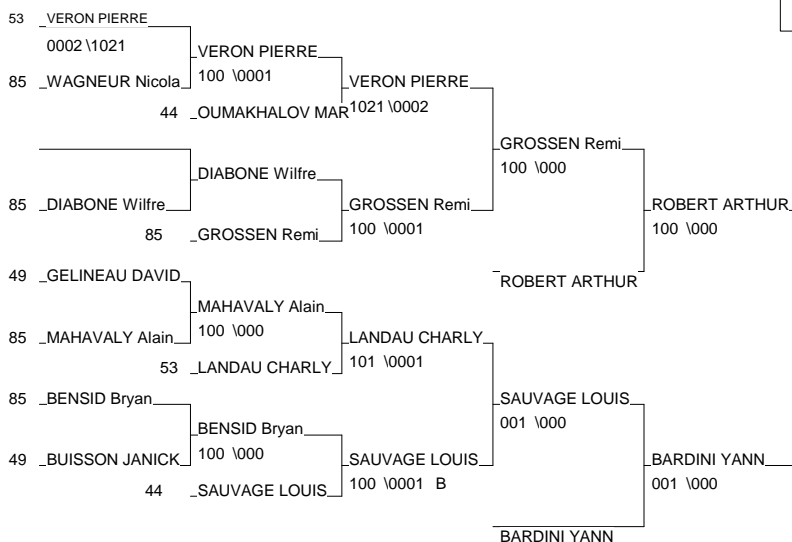 53 VERON PIERRE
0002 \1021
VERON PIERRE
85 WAGNEUR Nicola
100 \0001
VERON PIERRE
44 OUMAKHALOV MAR
1021 \0002
GROSSEN Remi
100 \000
DIABONE Wilfre
85 DIABONE Wilfre
GROSSEN Remi
ROBERT ARTHUR
85 GROSSEN Remi
100 \0001
100 \000
49 GELINEAU DAVID
ROBERT ARTHUR
MAHAVALY Alain
85 MAHAVALY Alain
100 \000
LANDAU CHARLY
53 LANDAU CHARLY
101 \0001
85 BENSID Bryan
SAUVAGE LOUIS
001 \000
BENSID Bryan
49 BUISSON JANICK
100 \000
SAUVAGE LOUIS
BARDINI YANN
44 SAUVAGE LOUIS
100 \0001 B
001 \000
BARDINI YANN